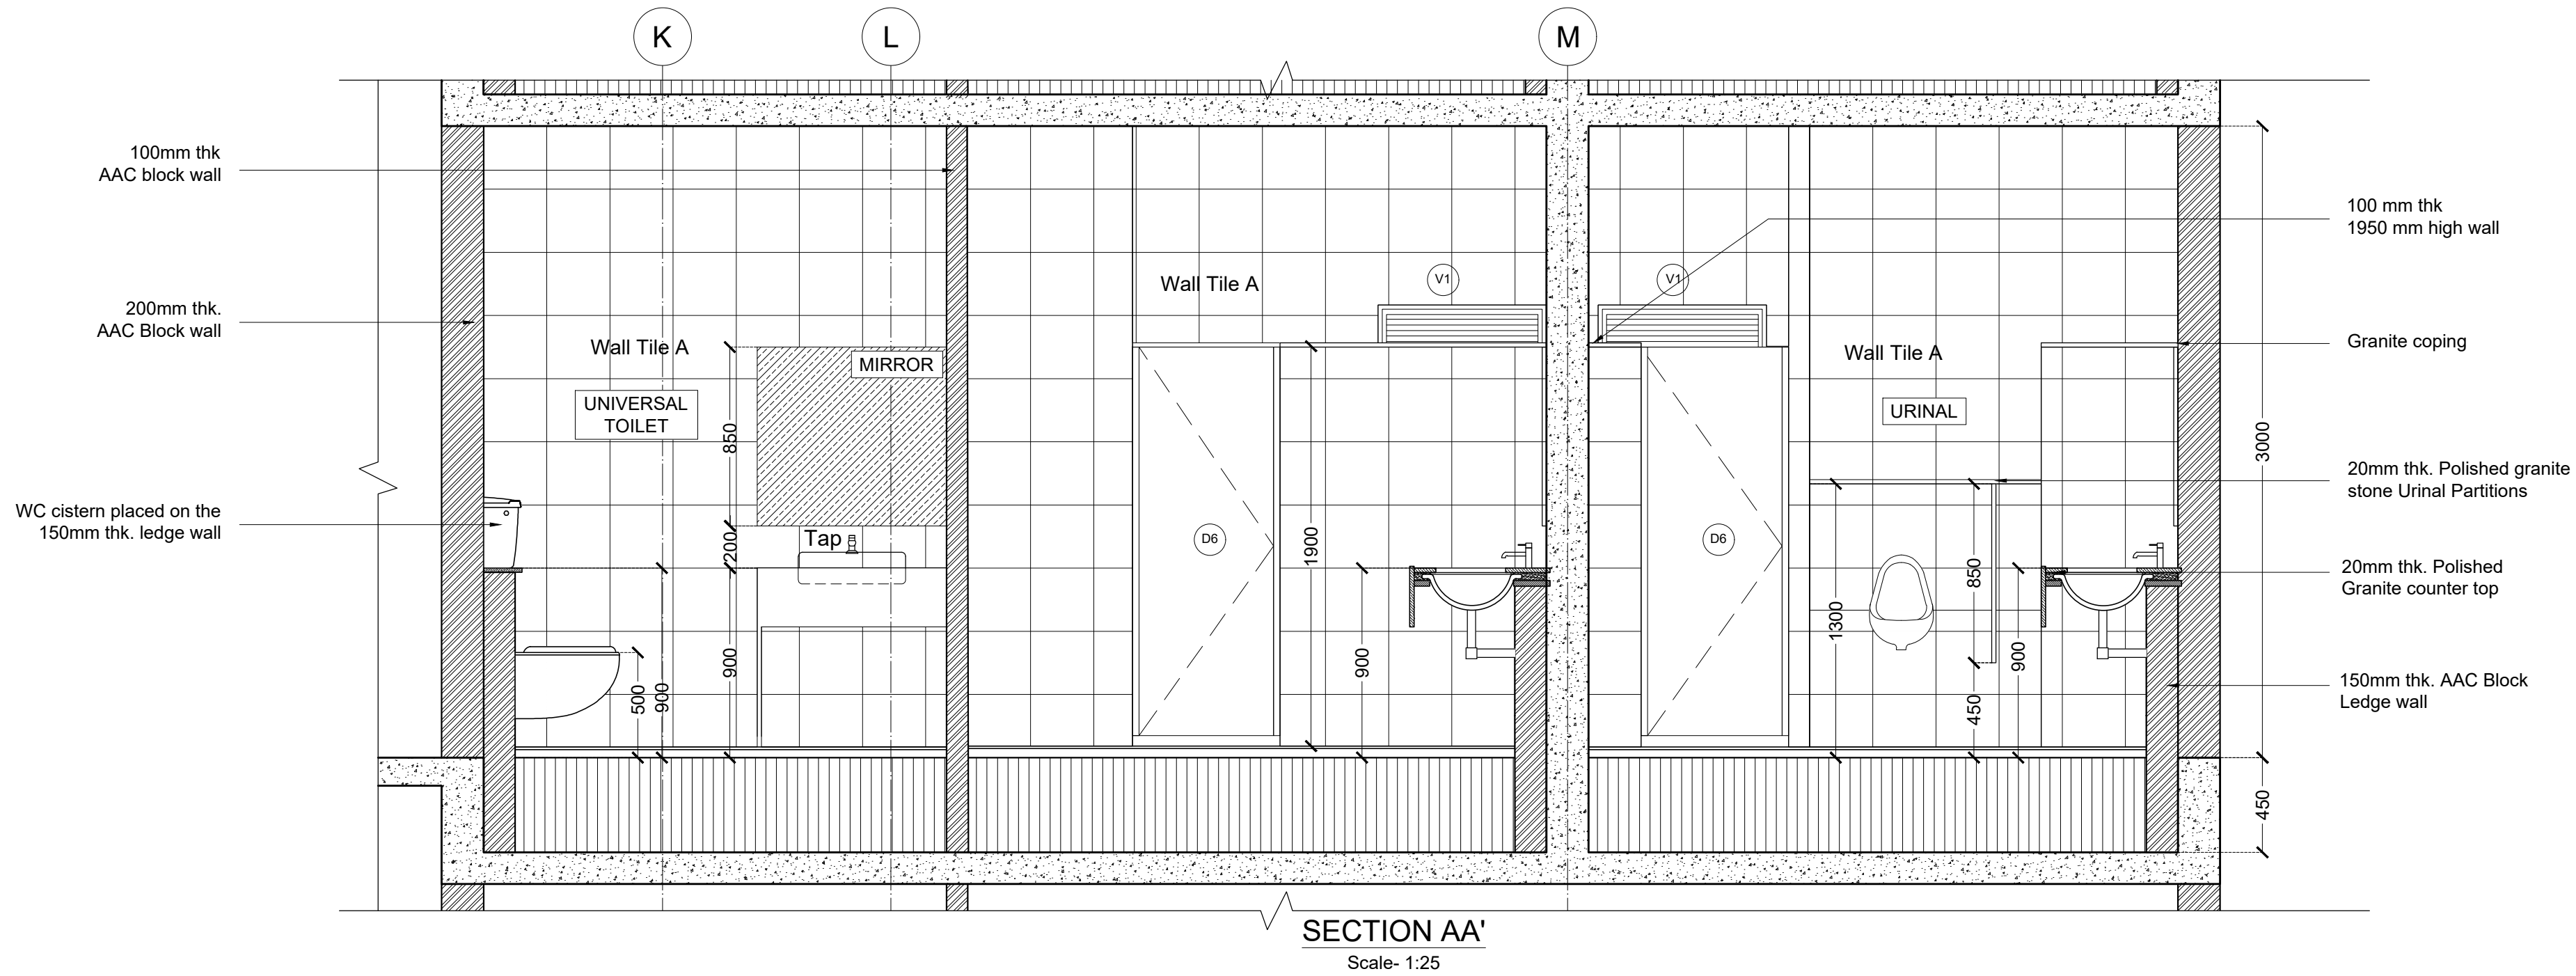 K
L
M
100mm thk
AAC block wall
200mm thk.
AAC Block wall
WC cistern placed on the
150mm thk. ledge wall
Wall Tile A
UNIVERSAL
TOILET
MIRROR
Tap
850
200
900
500
900
Wall Tile A
V1
D6
1900
900
V1
D6
Wall Tile A
URINAL
1300
850
450
900
3000
450
100 mm thk
1950 mm high wall
Granite coping
20mm thk. Polished granite
stone Urinal Partitions
20mm thk. Polished
Granite counter top
150mm thk. AAC Block
Ledge wall
SECTION AA'
Scale- 1:25